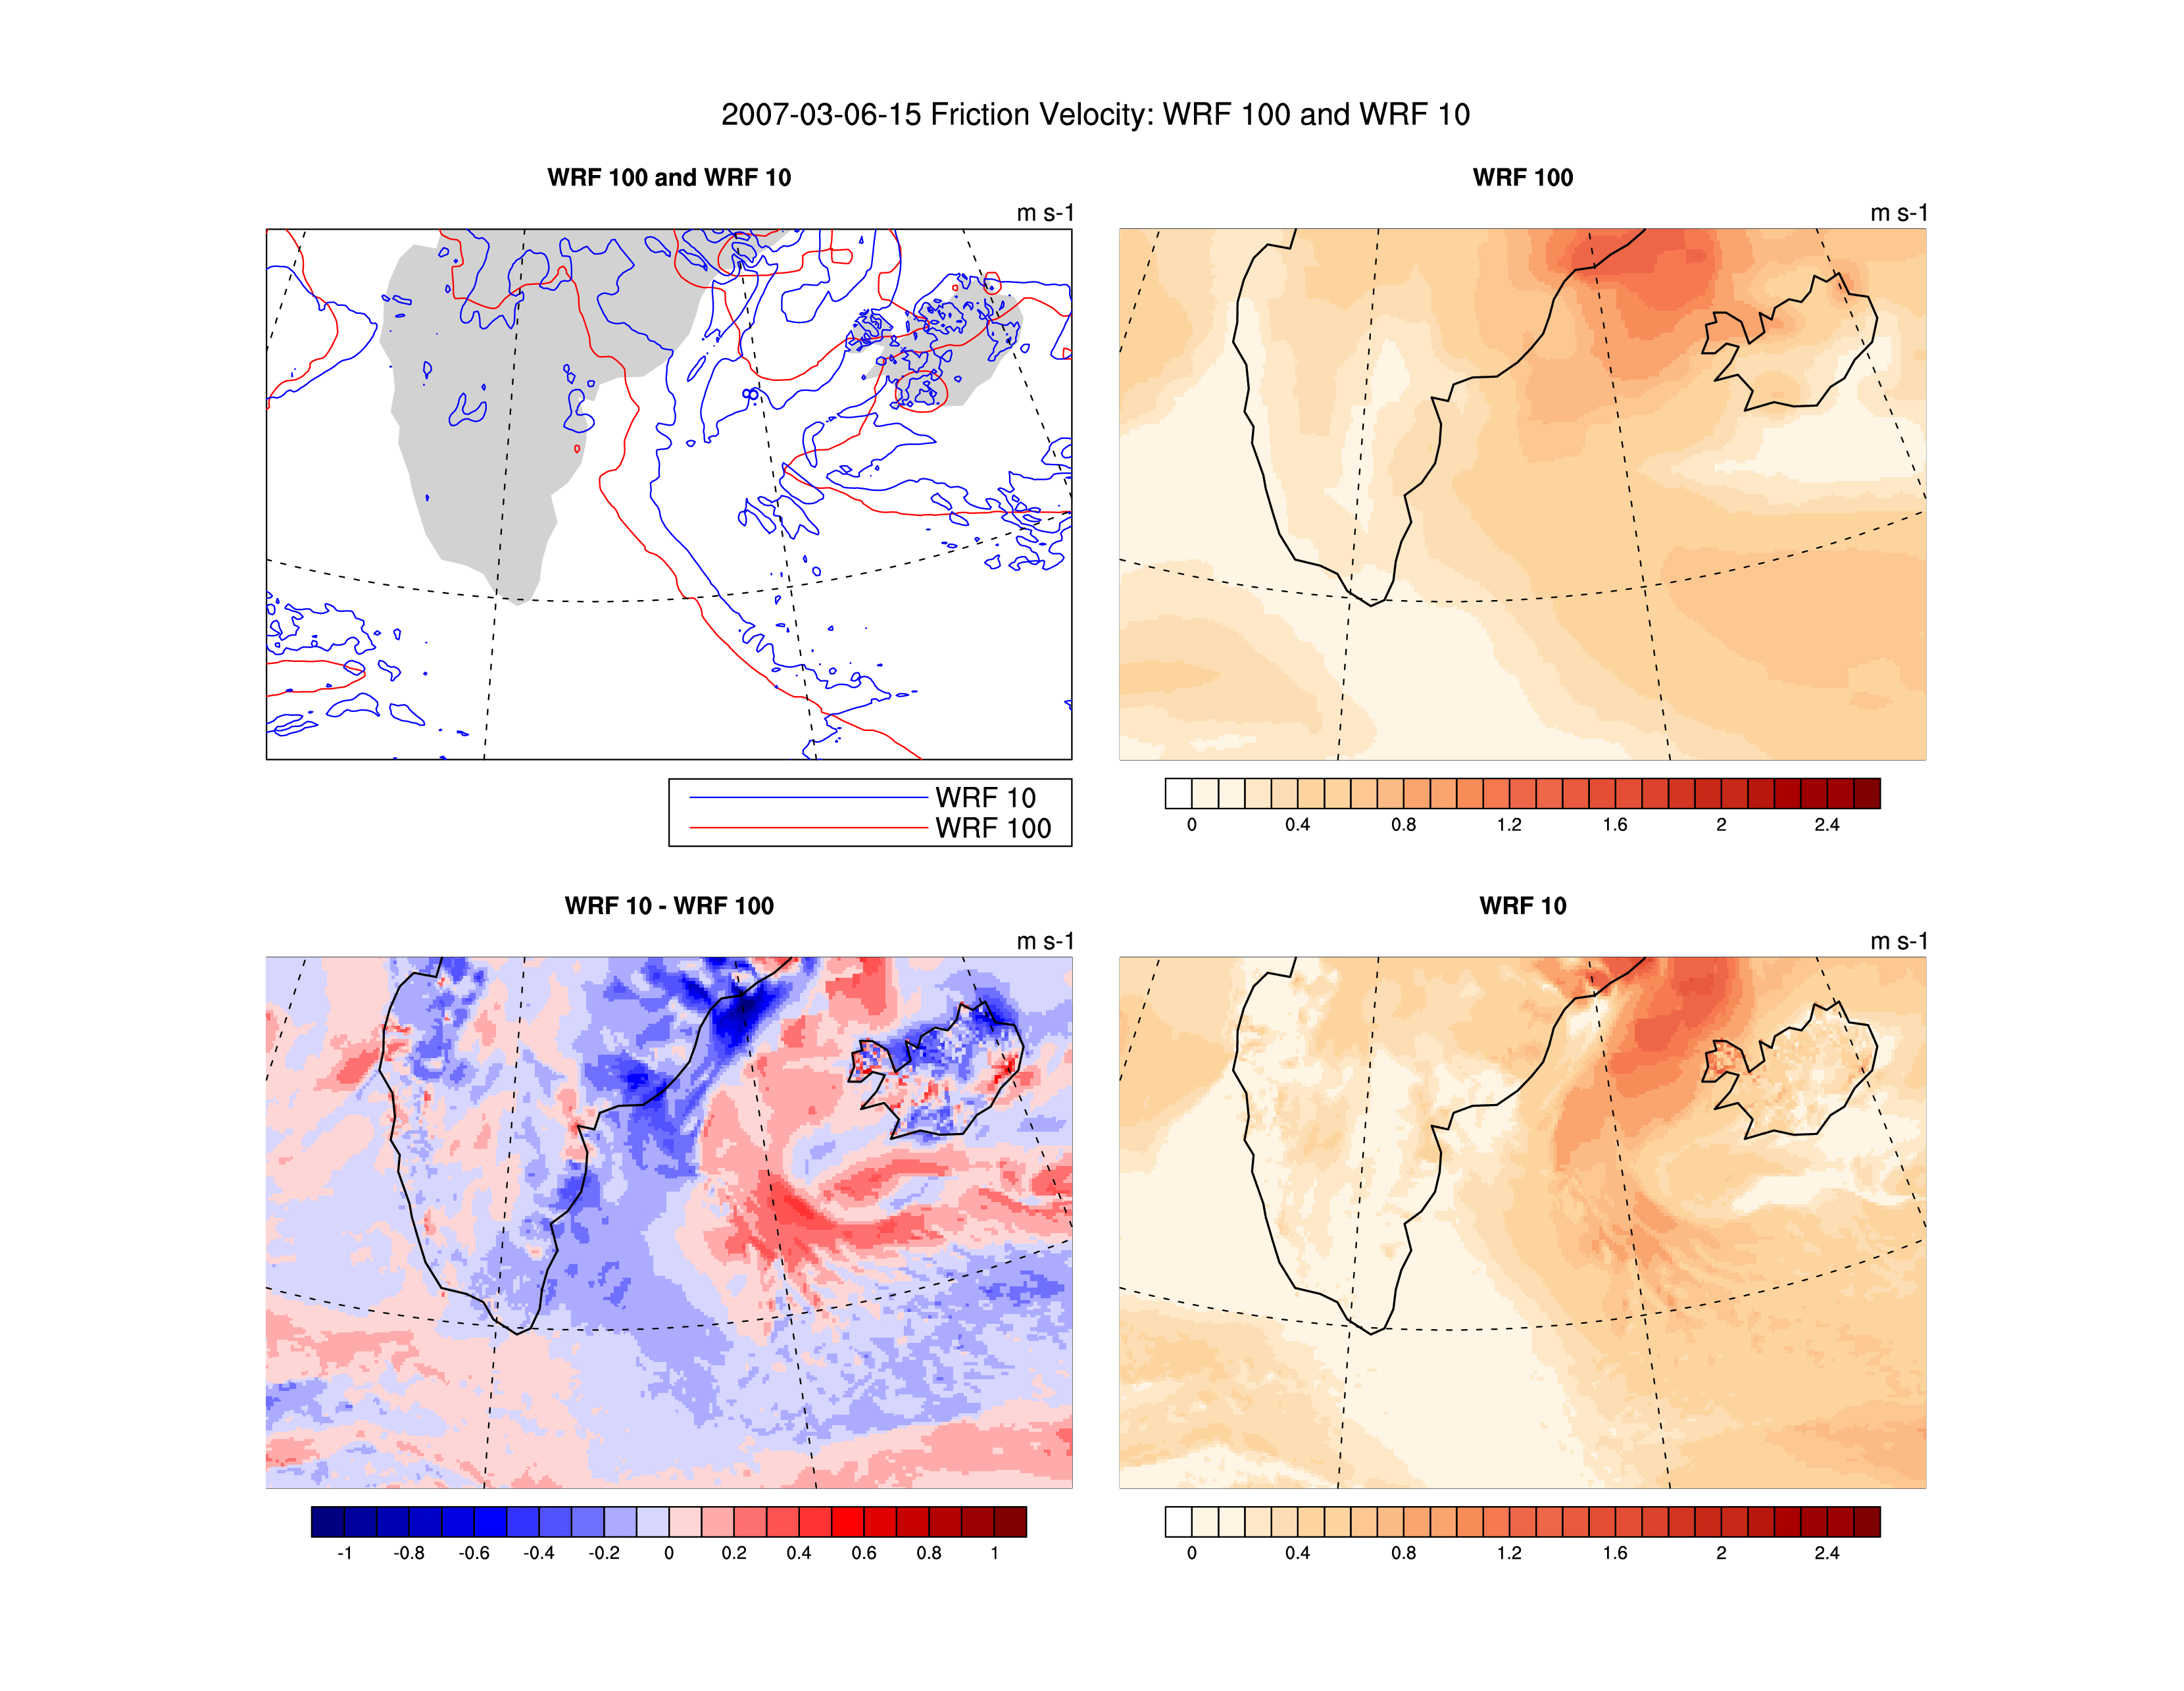 2007-03-06-15 Friction Velocity: WRF 100 and WRF 10
WRF 100 and WRF 10
m s-1
8
WRF 10
WRF 100
WRF 100
m s-1
0 0.4 0.8 1.2 1.6 2 2.4
WRF 10 - WRF 100
m s-1
-1 -0.8 -0.6 -0.4 -0.2 0 0.2 0.4 0.6 0.8 1
WRF 10
m s-1
0 0.4 0.8 1.2 1.6 2 2.4